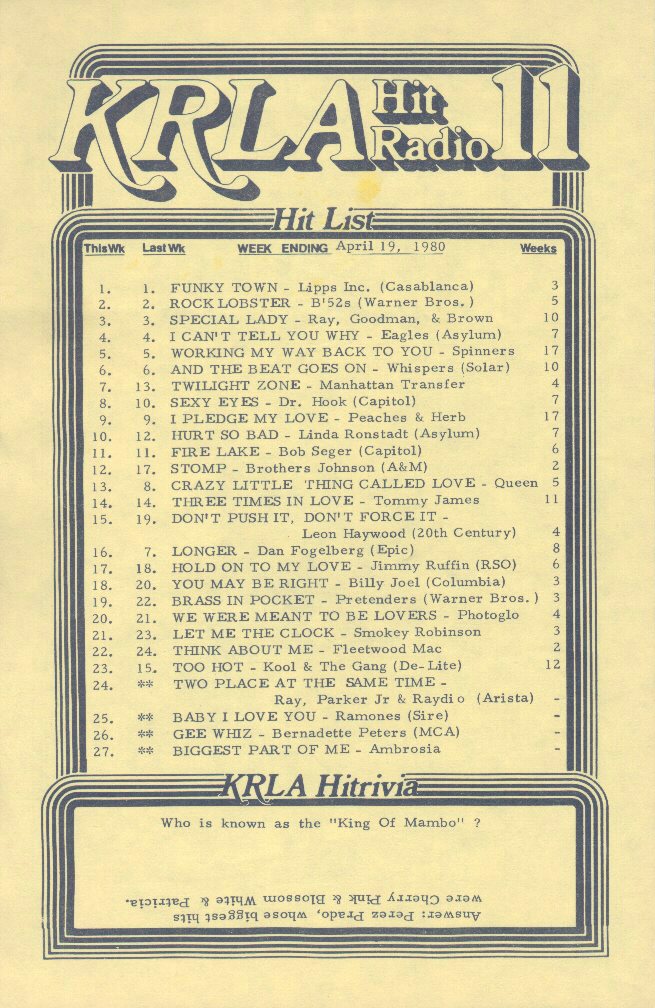 KRLA Hit Radio 11
Hit List
This Wk Last Wk WEEK ENDING April 19, 1980 Weeks
1. 1. FUNKY TOWN - Lipps Inc. (Casablanca) 3
2. 2. ROCK LOBSTER - B'52s (Warner Bros.) 5
3. 3. SPECIAL LADY - Ray, Goodman, & Brown 10
4. 4. I CAN'T TELL YOU WHY - Eagles (Asylum) 7
5. 5. WORKING MY WAY BACK TO YOU - Spinners 17
6. 6. AND THE BEAT GOES ON - Whispers (Solar) 10
7. 13. TWILIGHT ZONE - Manhattan Transfer 4
8. 10. SEXY EYES - Dr. Hook (Capitol) 7
9. 9. I PLEDGE MY LOVE - Peaches & Herb 17
10. 12. HURT SO BAD - Linda Ronstadt (Asylum) 7
11. 11. FIRE LAKE - Bob Seger (Capitol) 6
12. 17. STOMP - Brothers Johnson (A&M) 2
13. 8. CRAZY LITTLE THING CALLED LOVE - Queen 5
14. 14. THREE TIMES IN LOVE - Tommy James 11
15. 19. DON'T PUSH IT, DON'T FORCE IT -
Leon Haywood (20th Century) 4
16. 7. LONGER - Dan Fogelberg (Epic) 8
17. 18. HOLD ON TO MY LOVE - Jimmy Ruffin (RSO) 6
18. 20. YOU MAY BE RIGHT - Billy Joel (Columbia) 3
19. 22. BRASS IN POCKET - Pretenders (Warner Bros.) 3
20. 21. WE WERE MEANT TO BE LOVERS - Photoglo 4
21. 23. LET ME THE CLOCK - Smokey Robinson 3
22. 24. THINK ABOUT ME - Fleetwood Mac 2
23. 15. TOO HOT - Kool & The Gang (De-Lite) 12
24. ** TWO PLACE AT THE SAME TIME -
Ray, Parker Jr & Raydio (Arista) -
25. ** BABY I LOVE YOU - Ramones (Sire) -
26. ** GEE WHIZ - Bernadette Peters (MCA) -
27. ** BIGGEST PART OF ME - Ambrosia -
KRLA Hitrivia
Who is known as the "King Of Mambo" ?
Answer: Perez Prado, whose biggest hits
were Cherry Pink & Blossom White & Patricia.